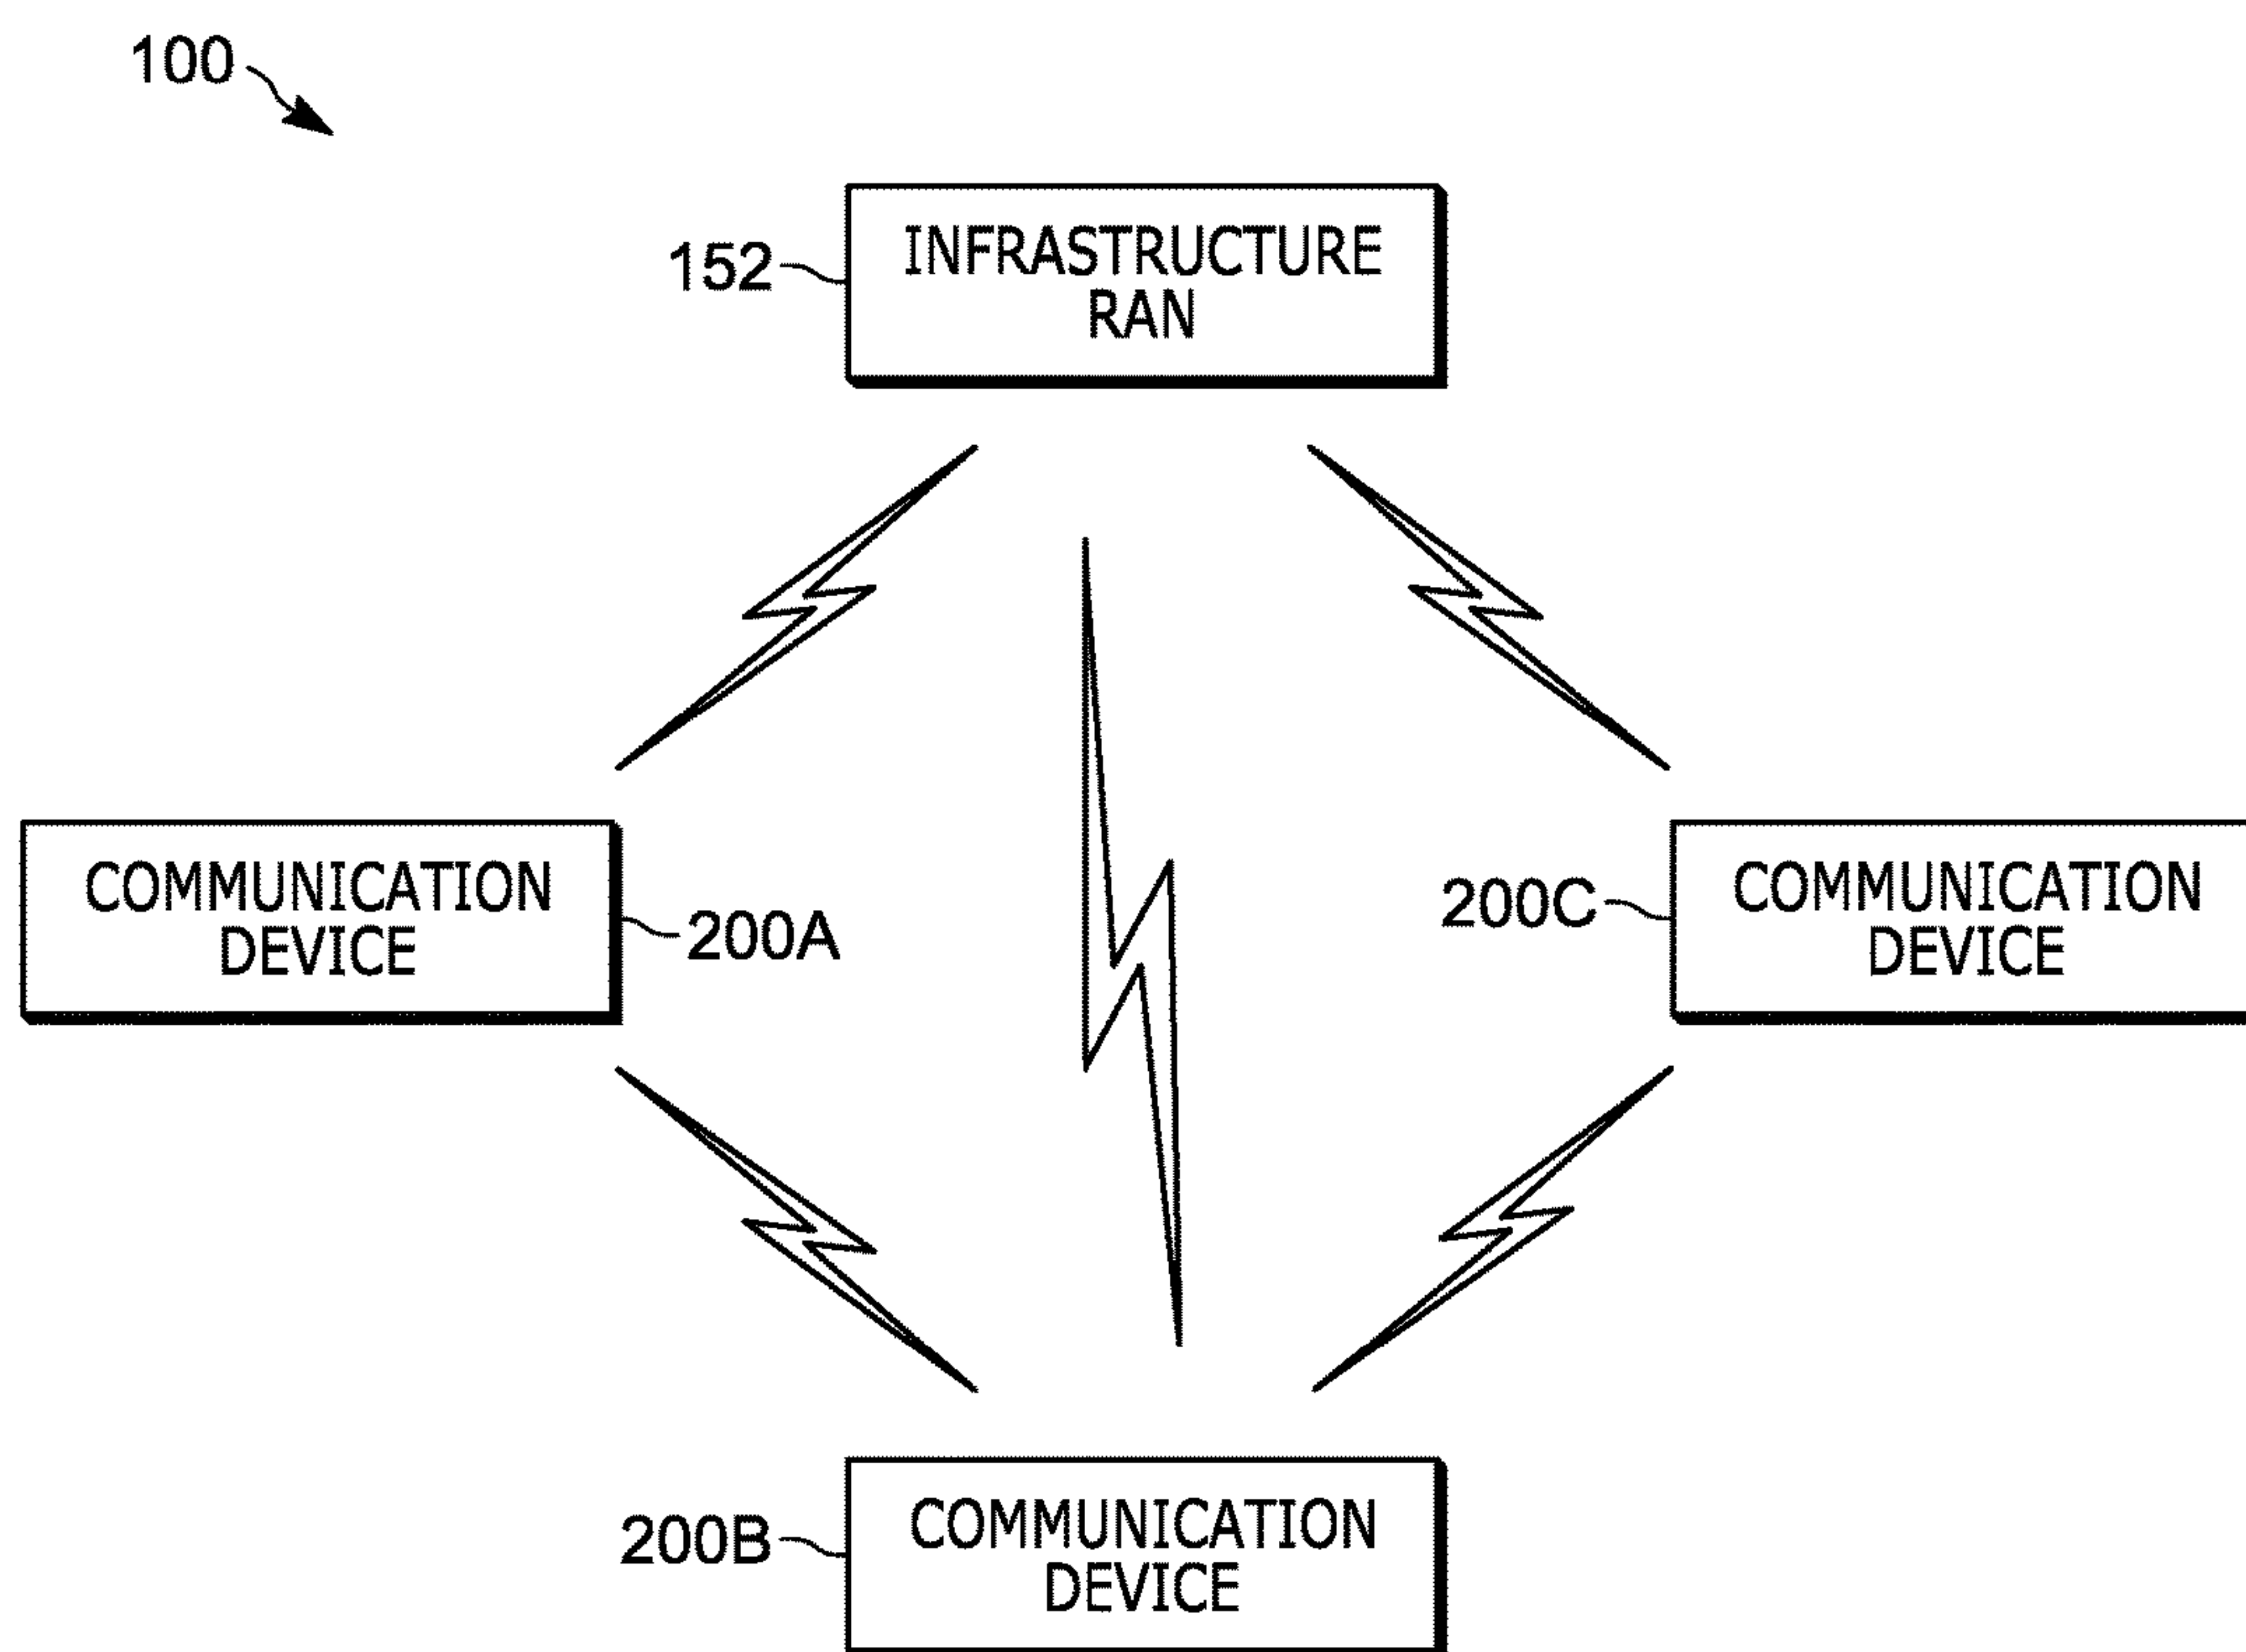 100
152
INFRASTRUCTURE
RAN
COMMUNICATION
DEVICE
200A
200C
COMMUNICATION
DEVICE
200B
COMMUNICATION
DEVICE